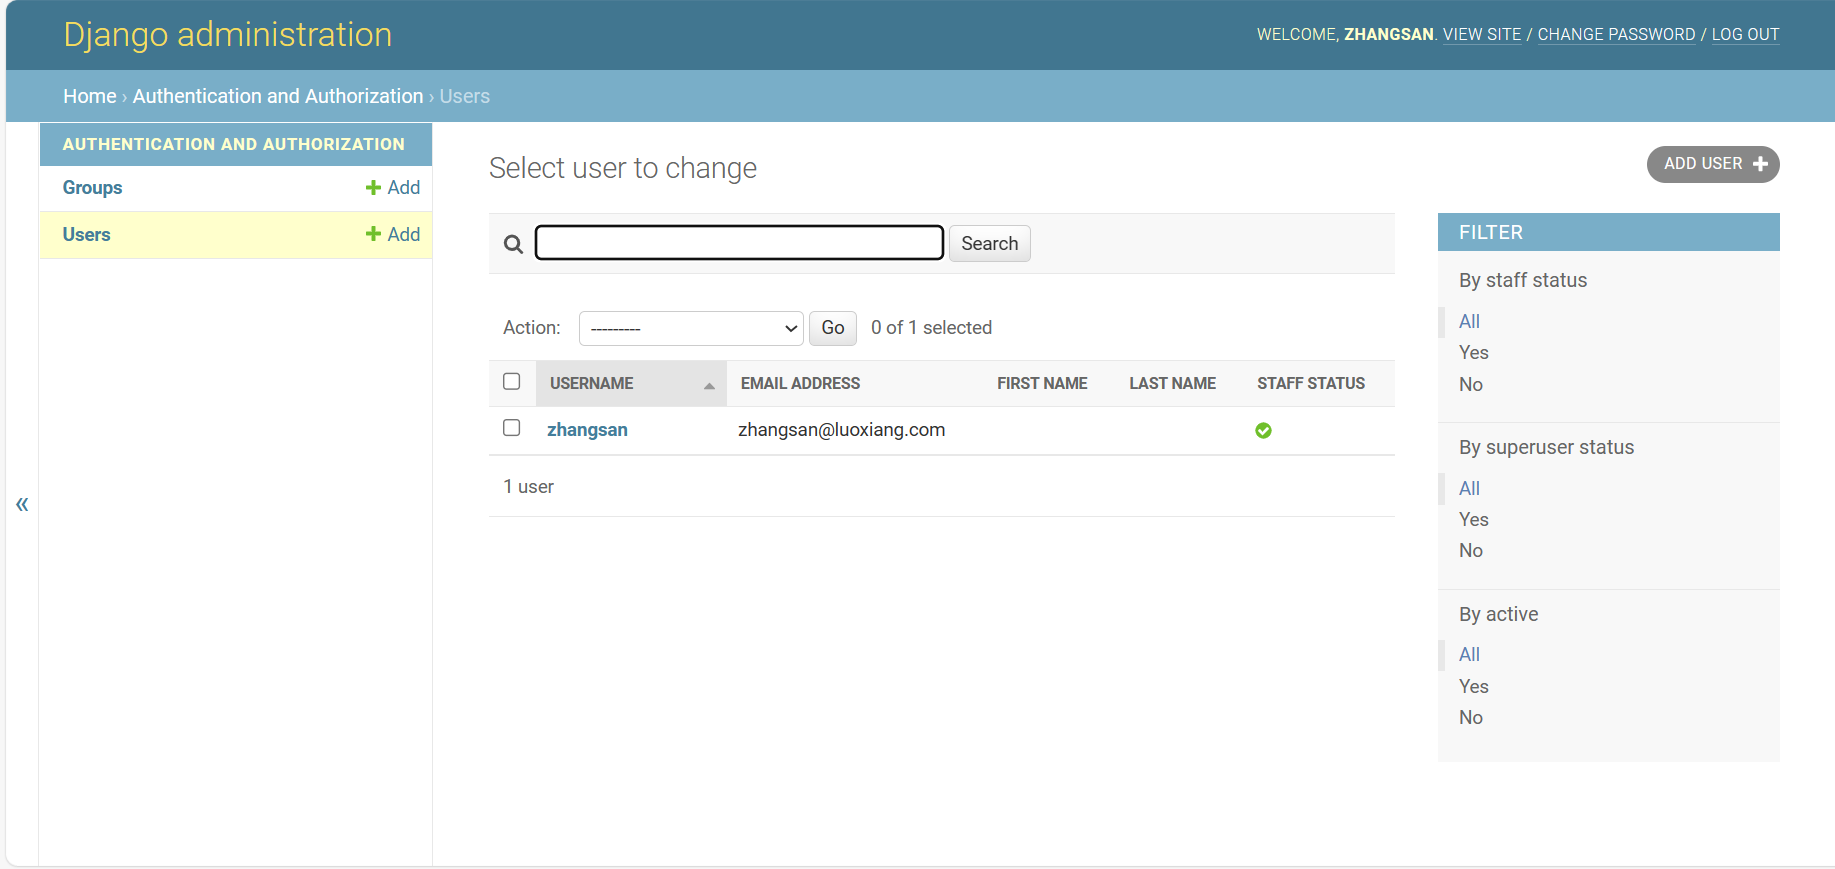 Django administration
WELCOME, ZHANGSAN. VIEW SITE / CHANGE PASSWORD / LOG OUT
Home › Authentication and Authorization › Users
AUTHENTICATION AND AUTHORIZATION
Groups + Add
Users + Add
«
Select user to change
ADD USER +
Search
Action: --------- Go 0 of 1 selected
USERNAME EMAIL ADDRESS FIRST NAME LAST NAME STAFF STATUS
zhangsan zhangsan@luoxiang.com
1 user
FILTER
By staff status
All
Yes
No
By superuser status
All
Yes
No
By active
All
Yes
No